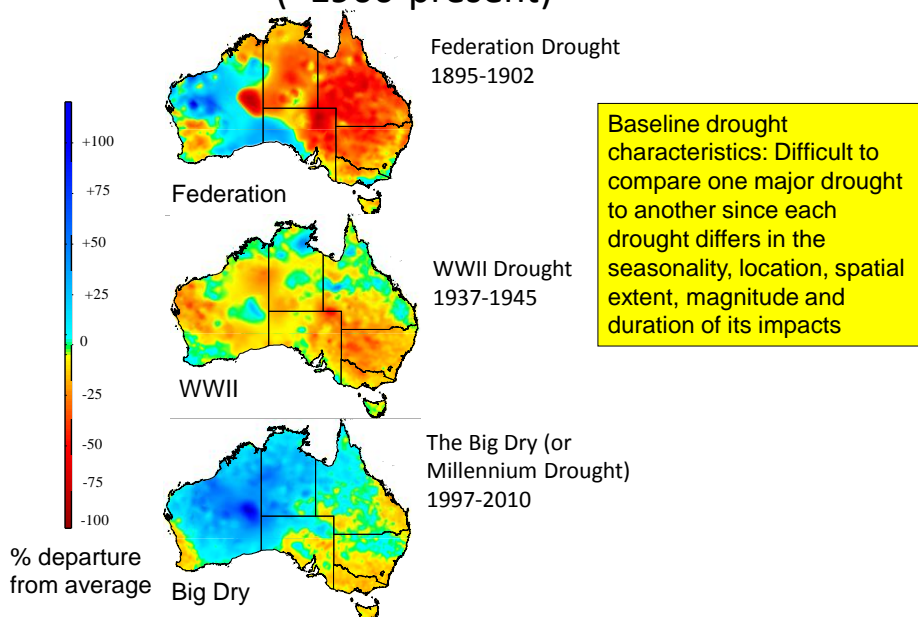 Federation Drought
1895-1902
+100
+75
+50
+25
0
-25
-50
-75
-100
% departure
from average
Federation
WWII Drought
1937-1945
WWII
The Big Dry (or
Millennium Drought)
1997-2010
Big Dry
Baseline drought
characteristics: Difficult to
compare one major drought
to another since each
drought differs in the
seasonality, location, spatial
extent, magnitude and
duration of its impacts